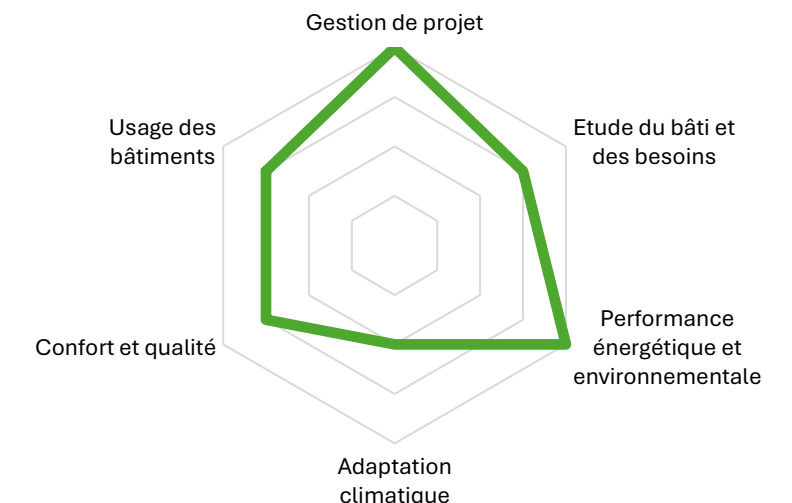 Gestion de projet
Usage des
bâtiments
Etude du bâti et
des besoins
Confort et qualité
Performance
énergétique et
environnementale
Adaptation
climatique